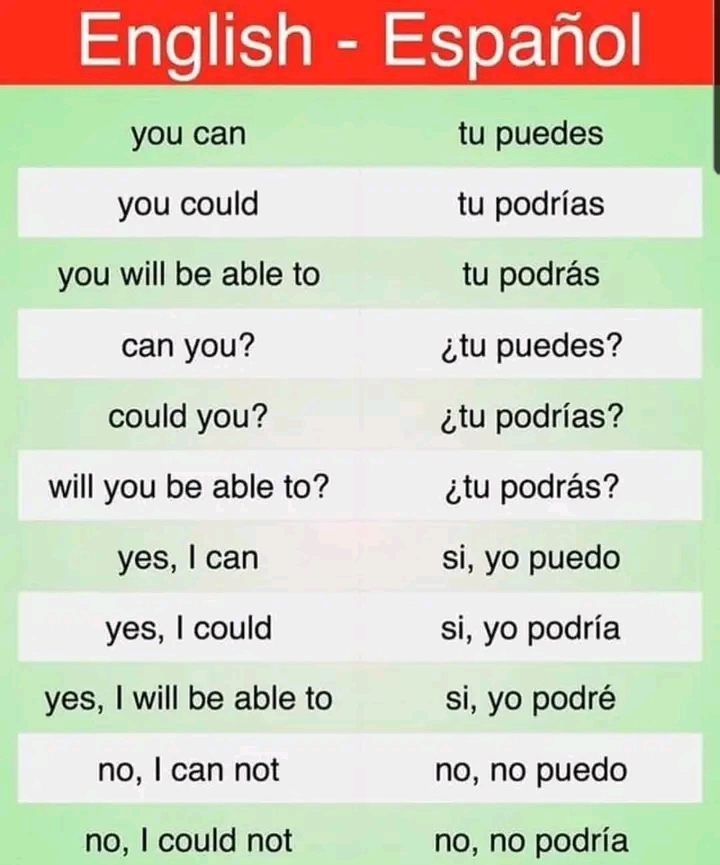 English - Español
you can tu puedes
you could tu podrías
you will be able to tu podrás
can you? ¿tu puedes?
could you? ¿tu podrías?
will you be able to? ¿tu podrás?
yes, I can si, yo puedo
yes, I could si, yo podría
yes, I will be able to si, yo podré
no, I can not no, no puedo
no, I could not no, no podría